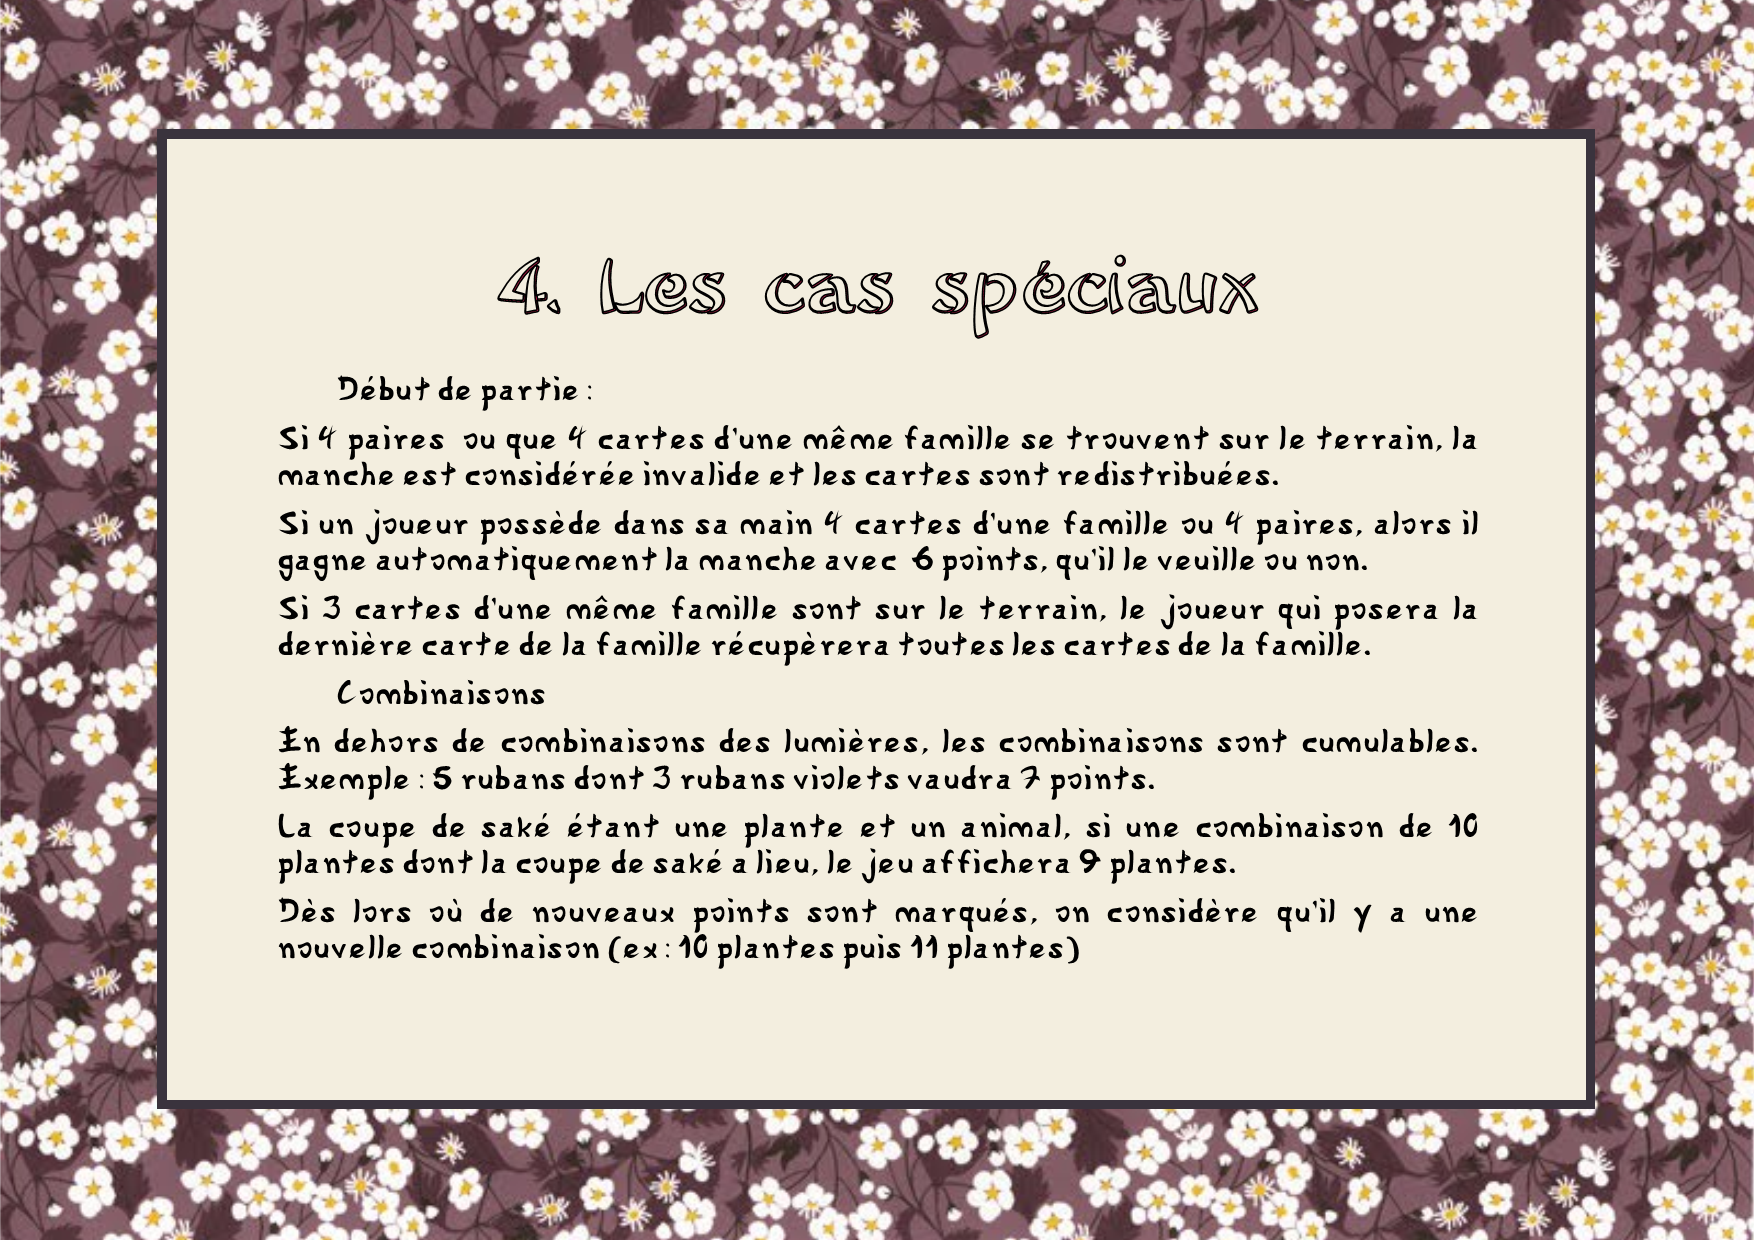 4. Les cas spéciaux
Début de partie :
Si 4 paires ou que 4 cartes d'une même famille se trouvent sur le terrain, la
manche est considérée invalide et les cartes sont redistribuées.
Si un joueur possède dans sa main 4 cartes d'une famille ou 4 paires, alors il
gagne automatiquement la manche avec 6 points, qu'il le veuille ou non.
Si 3 cartes d'une même famille sont sur le terrain, le joueur qui posera la
dernière carte de la famille récupèrera toutes les cartes de la famille.
Combinaisons
En dehors de combinaisons des lumières, les combinaisons sont cumulables.
Exemple : 5 rubans dont 3 rubans violets vaudra 7 points.
La coupe de saké étant une plante et un animal, si une combinaison de 10
plantes dont la coupe de saké a lieu, le jeu affichera 9 plantes.
Dès lors où de nouveaux points sont marqués, on considère qu'il y a une
nouvelle combinaison (ex : 10 plantes puis 11 plantes)